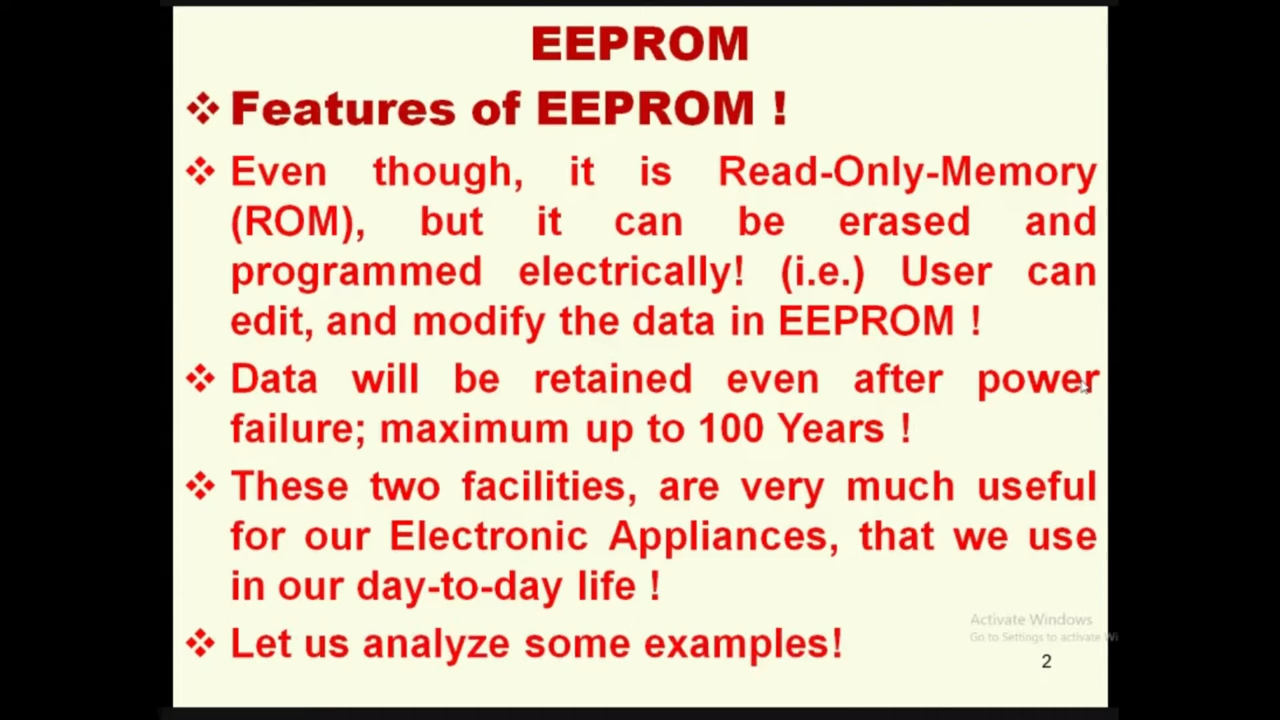 EEPROM
❖ Features of EEPROM !
❖ Even though, it is Read-Only-Memory
(ROM), but it can be erased and
programmed electrically! (i.e.) User can
edit, and modify the data in EEPROM !
❖ Data will be retained even after power
failure; maximum up to 100 Years !
❖ These two facilities, are very much useful
for our Electronic Appliances, that we use
in our day-to-day life !
❖ Let us analyze some examples!
Activate Windows
Go to Settings to activate Wi
2